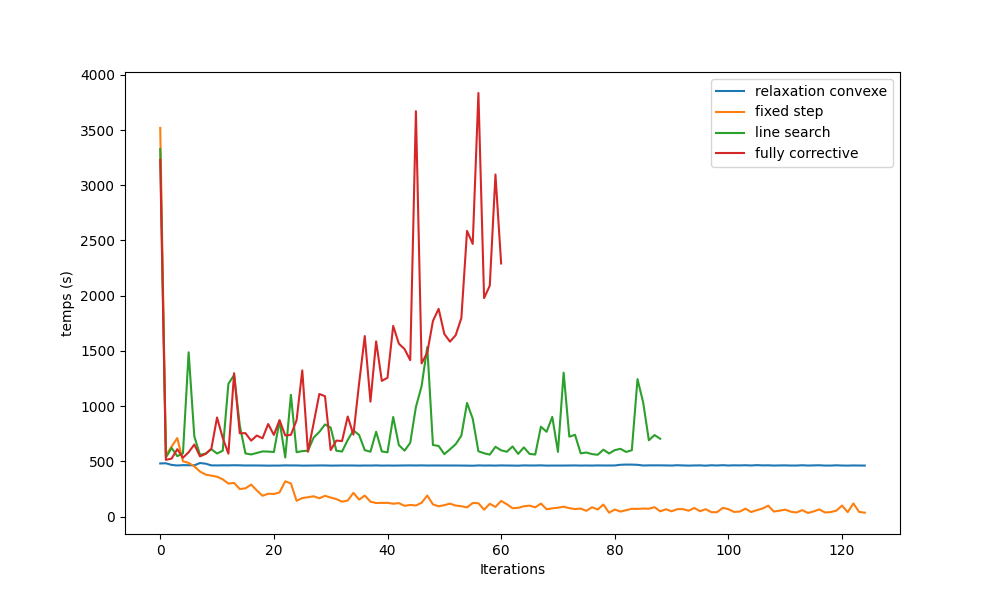 relaxation convexe
fixed step
line search
fully corrective
4000
3500
3000
2500
2000
1500
1000
500
0
temps (s)
0 20 40 60 80 100 120
Iterations